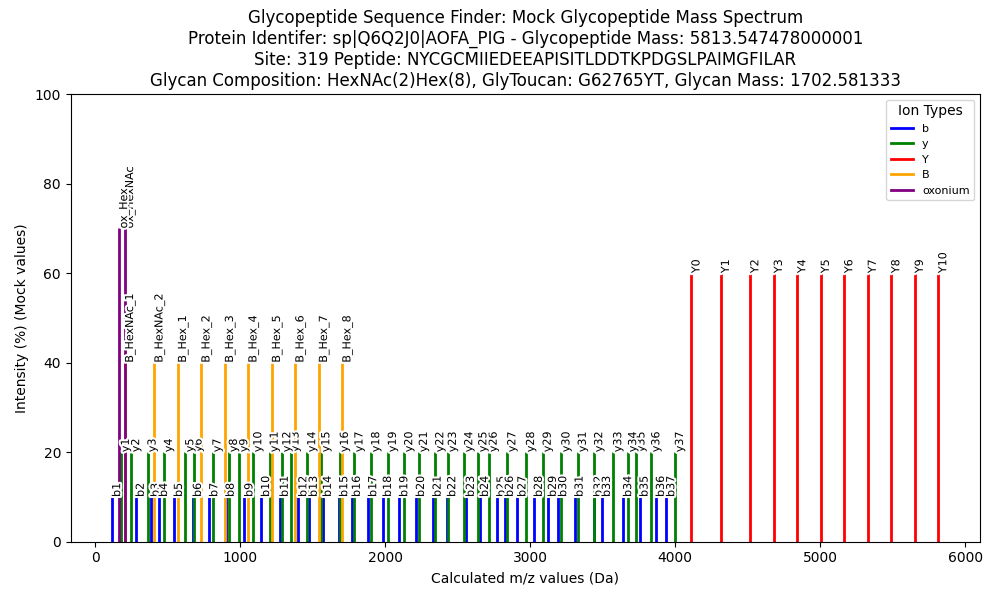 Glycopeptide Sequence Finder: Mock Glycopeptide Mass Spectrum
Protein Identifer: sp|Q6Q2J0|AOFA_PIG - Glycopeptide Mass: 5813.547478000001
Site: 319 Peptide: NYCGCMIIEDEEAPISITLDDTKPDGSLPAIMGFILAR
Glycan Composition: HexNAc(2)Hex(8), GlyToucan: G62765YT, Glycan Mass: 1702.581333
Intensity (%) (Mock values)
100
80
60
40
20
0
Ion Types
b
y
Y
B
oxonium
ox_Hex
ox_HexNAc
Y0
Y1
Y2
Y3
Y4
Y5
Y6
Y7
Y8
Y9
Y10
B_HexNAc_1
B_HexNAc_2
B_Hex_1
B_Hex_2
B_Hex_3
B_Hex_4
B_Hex_5
B_Hex_6
B_Hex_7
B_Hex_8
y1
y2
y3
y4
y5
y6
y7
y8
y9
y10
y11
y12
y13
y14
y15
y16
y17
y18
y19
y20
y21
y22
y23
y24
y25
y26
y27
y28
y29
y30
y31
y32
y33
y34
y35
y36
y37
b1
b2
b3
b4
b5
b6
b7
b8
b9
b10
b11
b12
b13
b14
b15
b16
b17
b18
b19
b20
b21
b22
b23
b24
b25
b26
b27
b28
b29
b30
b31
b32
b33
b34
b35
b36
b37
0
1000
2000
3000
4000
5000
6000
Calculated m/z values (Da)